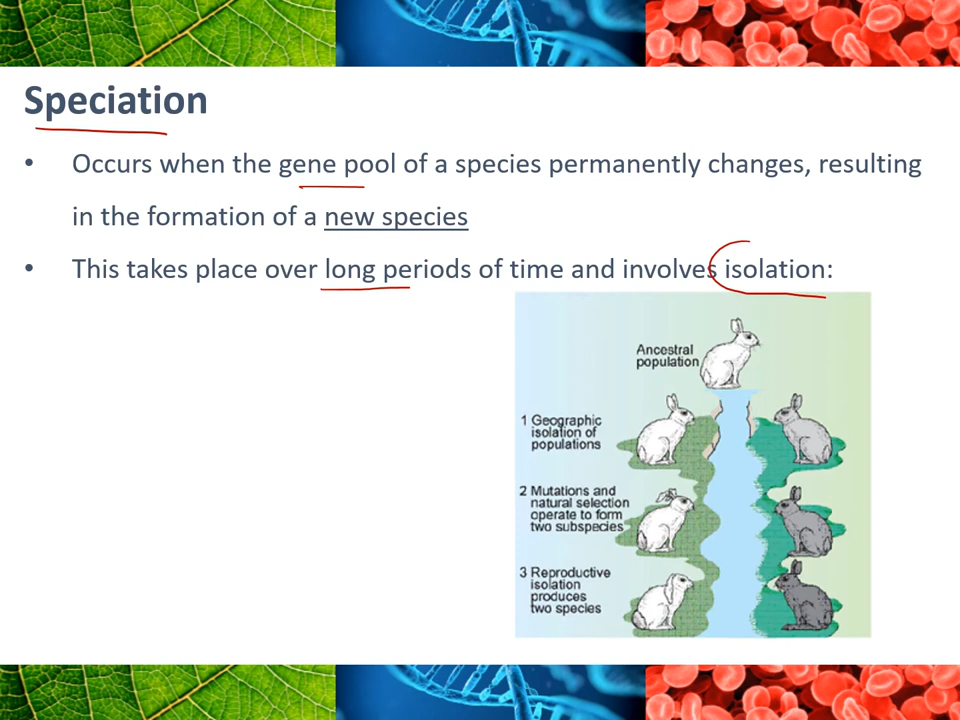 Speciation
• Occurs when the gene pool of a species permanently changes, resulting
in the formation of a new species
• This takes place over long periods of time and involves isolation:
Ancestral
population
1 Geographic
isolation of
populations
2 Mutations and
natural selection
operate to form
two subspecies
3 Reproductive
isolation
produces
two species